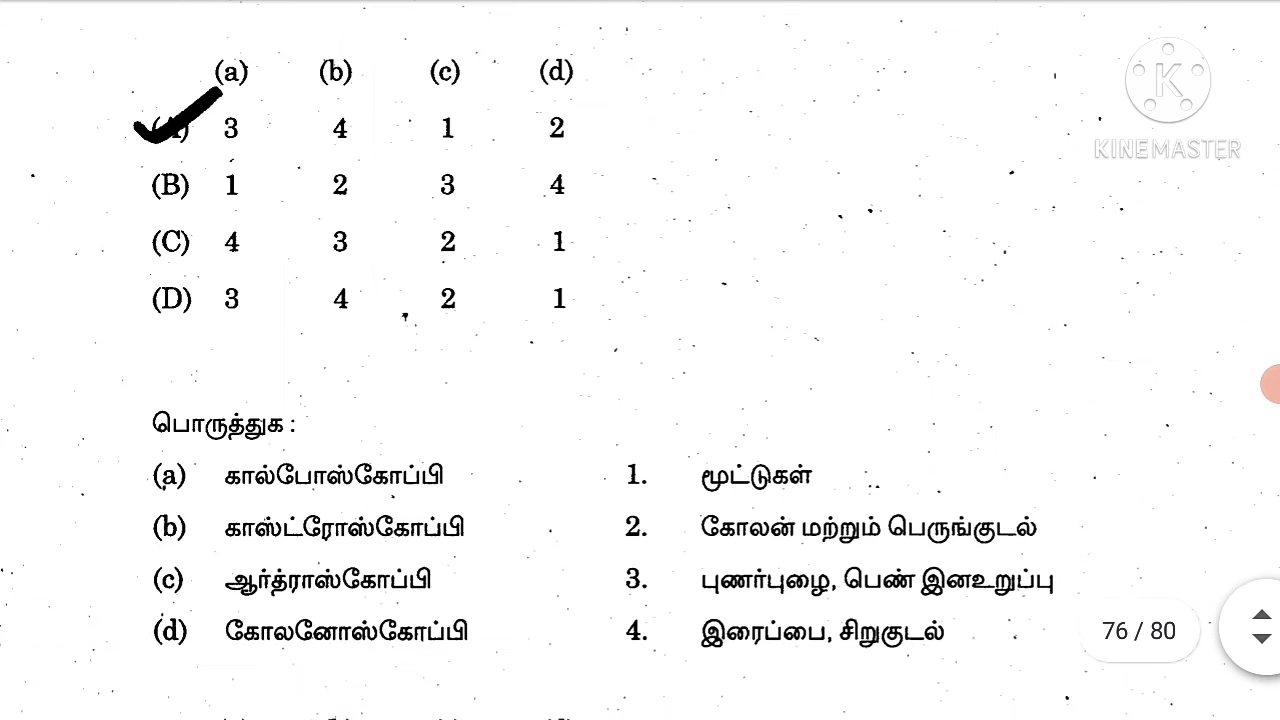 (a) (b) (c) (d)
(A) 3 4 1 2
(B) 1 2 3 4
(C) 4 3 2 1
(D) 3 4 2 1
KINEMASTER
பொருத்துக :
(a) கால்போஸ்கோப்பி 1. மூட்டுகள்
(b) காஸ்ட்ரோஸ்கோப்பி 2. கோலன் மற்றும் பெருங்குடல்
(c) ஆர்த்ராஸ்கோப்பி 3. புணர்புழை, பெண் இனஉறுப்பு
(d) கோலனோஸ்கோப்பி 4. இரைப்பை, சிறுகுடல்
76 / 80